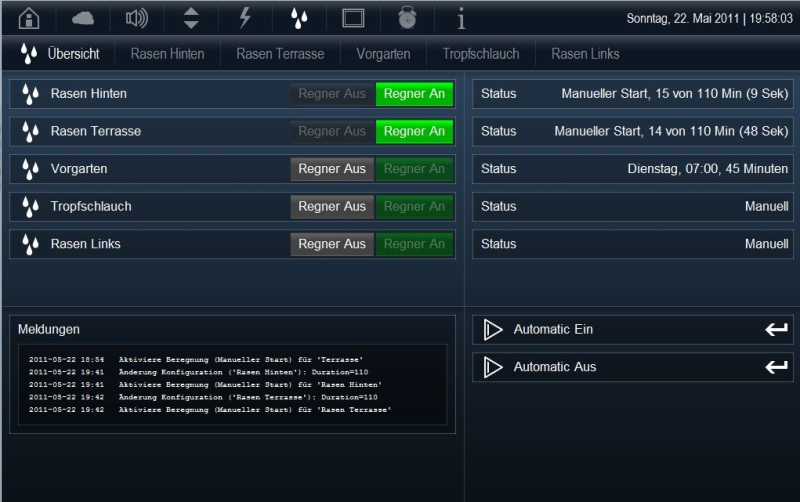 Sonntag, 22. Mai 2011 | 19:58:03
Übersicht Rasen Hinten Rasen Terrasse Vorgarten Tropfschlauch Rasen Links
Rasen Hinten Regner Aus Regner An Status Manueller Start, 15 von 110 Min (9 Sek)
Rasen Terrasse Regner Aus Regner An Status Manueller Start, 14 von 110 Min (48 Sek)
Vorgarten Regner Aus Regner An Status Dienstag, 07:00, 45 Minuten
Tropfschlauch Regner Aus Regner An Status Manuell
Rasen Links Regner Aus Regner An Status Manuell
Meldungen
2011-05-22 18:54 Aktiviere Beregnung (Manueller Start) für 'Terrasse'
2011-05-22 19:41 Änderung Konfiguration ('Rasen Hinten'): Duration=110
2011-05-22 19:41 Aktiviere Beregnung (Manueller Start) für 'Rasen Hinten'
2011-05-22 19:42 Änderung Konfiguration ('Rasen Terrasse'): Duration=110
2011-05-22 19:42 Aktiviere Beregnung (Manueller Start) für 'Rasen Terrasse'
Automatic Ein
Automatic Aus